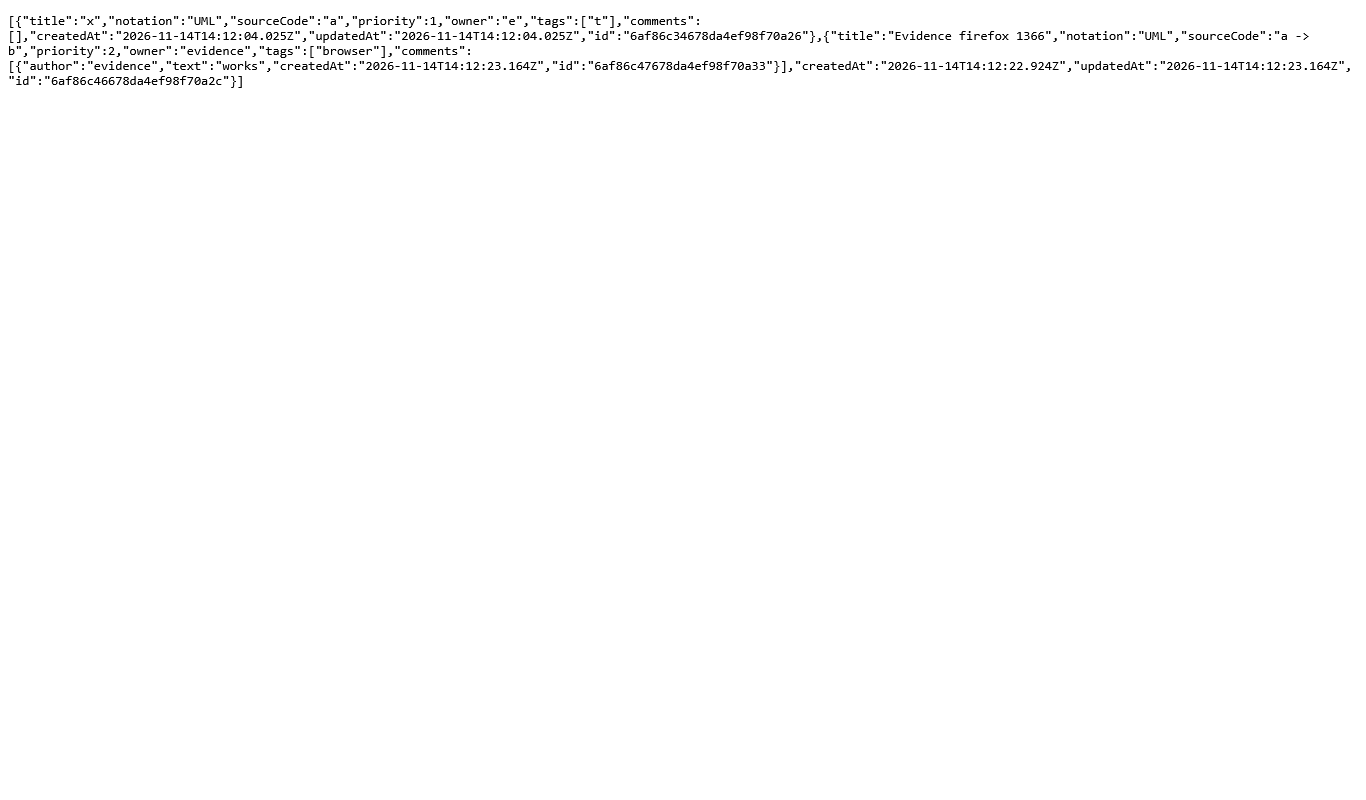 [{"title":"x","notation":"UML","sourceCode":"a","priority":1,"owner":"e","tags":["t"],"comments":
[],"createdAt":"2026-11-14T14:12:04.025Z","updatedAt":"2026-11-14T14:12:04.025Z","id":"6af86c34678da4ef98f70a26"},{"title":"Evidence firefox 1366","notation":"UML","sourceCode":"a ->
b","priority":2,"owner":"evidence","tags":["browser"],"comments":
[{"author":"evidence","text":"works","createdAt":"2026-11-14T14:12:23.164Z","id":"6af86c47678da4ef98f70a33"}],"createdAt":"2026-11-14T14:12:22.924Z","updatedAt":"2026-11-14T14:12:23.164Z",
"id":"6af86c46678da4ef98f70a2c"}]